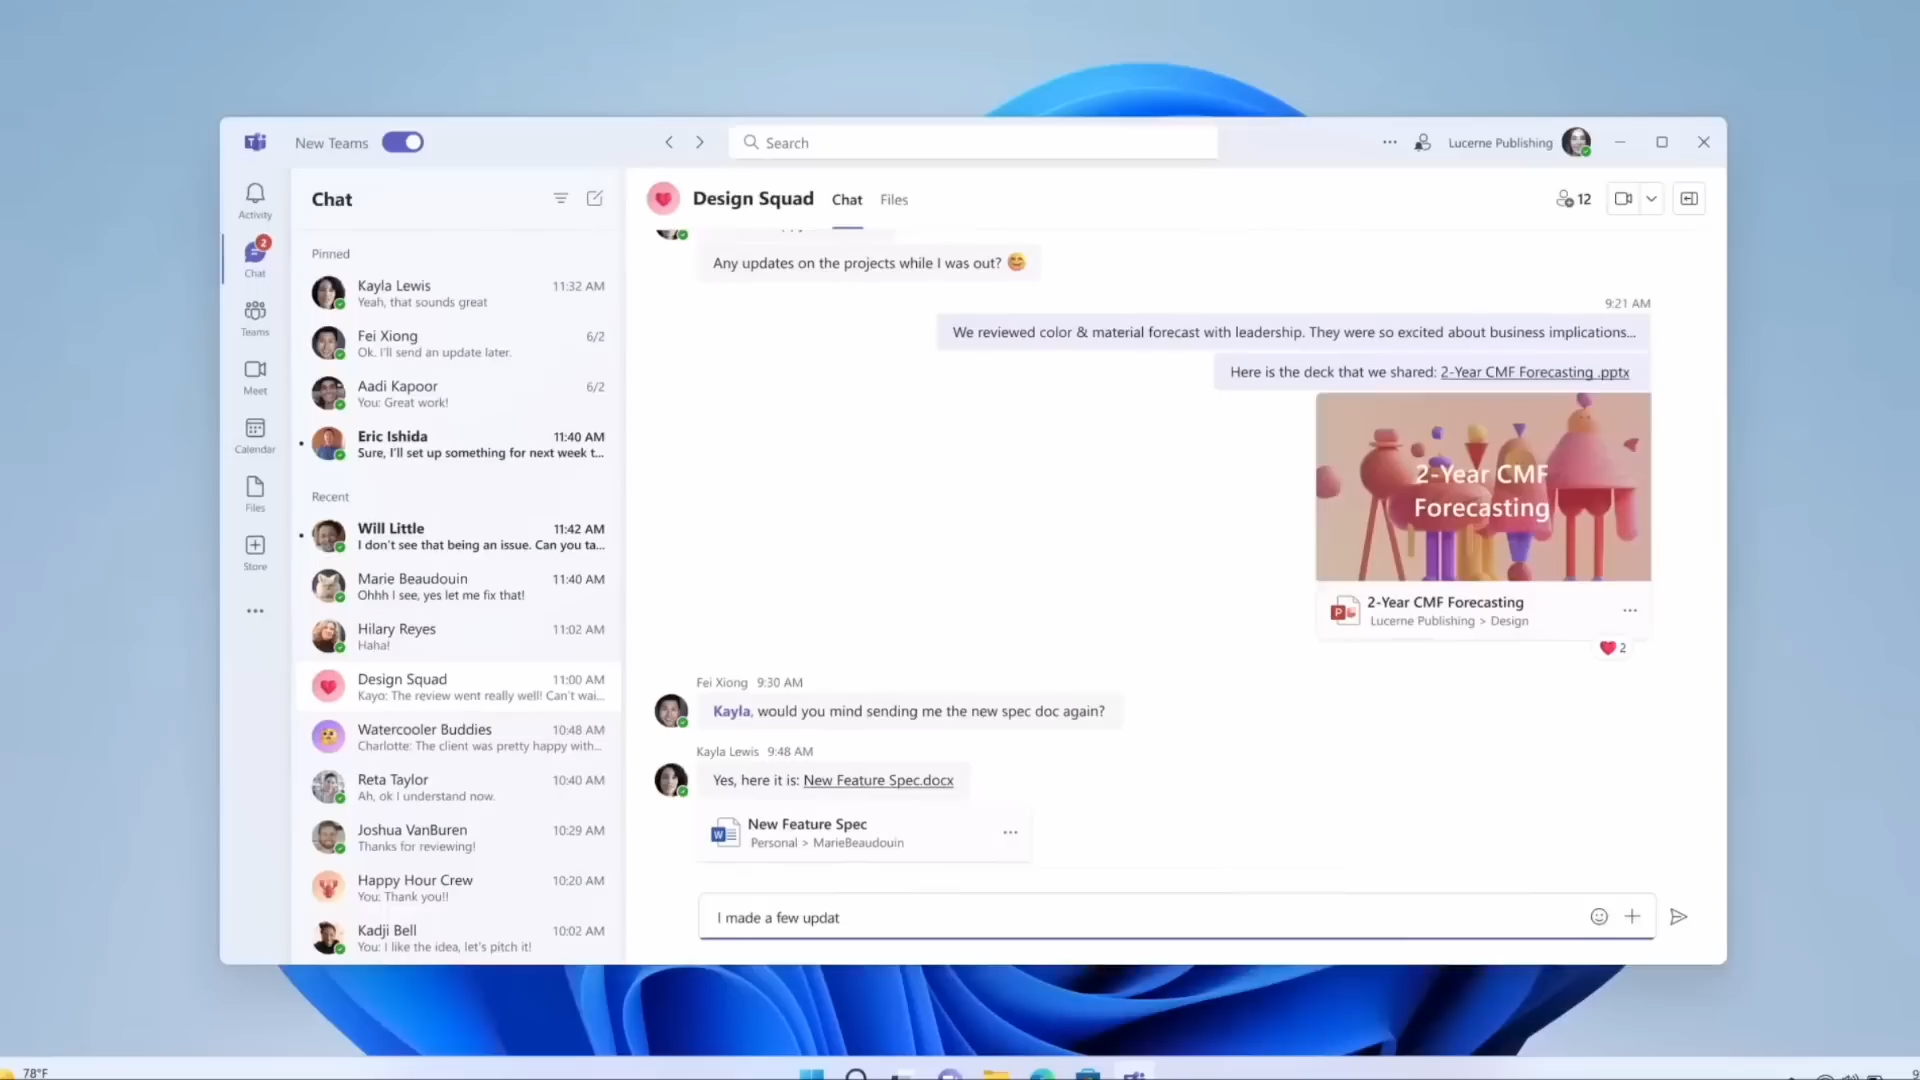 New Teams
Search
Lucerne Publishing
Activity
2
Chat
Teams
Meet
Calendar
Files
Store
Chat
Pinned
Kayla Lewis 11:32 AM
Yeah, that sounds great
Fei Xiong 6/2
Ok. I'll send an update later.
Aadi Kapoor 6/2
You: Great work!
Eric Ishida 11:40 AM
Sure, I'll set up something for next week t...
Recent
Will Little 11:42 AM
I don't see that being an issue. Can you ta...
Marie Beaudouin 11:40 AM
Ohhh I see, yes let me fix that!
Hilary Reyes 11:02 AM
Haha!
Design Squad 11:00 AM
Kayo: The review went really well! Can't wai...
Watercooler Buddies 10:48 AM
Charlotte: The client was pretty happy with...
Reta Taylor 10:40 AM
Ah, ok I understand now.
Joshua VanBuren 10:29 AM
Thanks for reviewing!
Happy Hour Crew 10:20 AM
You: Thank you!!
Kadji Bell 10:02 AM
You: I like the idea, let's pitch it!
Design Squad Chat Files
12
Any updates on the projects while I was out? 😄
9:21 AM
We reviewed color & material forecast with leadership. They were so excited about business implications...
Here is the deck that we shared: 2-Year CMF Forecasting .pptx
2-Year CMF
Forecasting
2-Year CMF Forecasting
Lucerne Publishing > Design
2
Fei Xiong 9:30 AM
Kayla, would you mind sending me the new spec doc again?
Kayla Lewis 9:48 AM
Yes, here it is: New Feature Spec.docx
New Feature Spec
Personal > MarieBeaudouin
I made a few updat
78°F